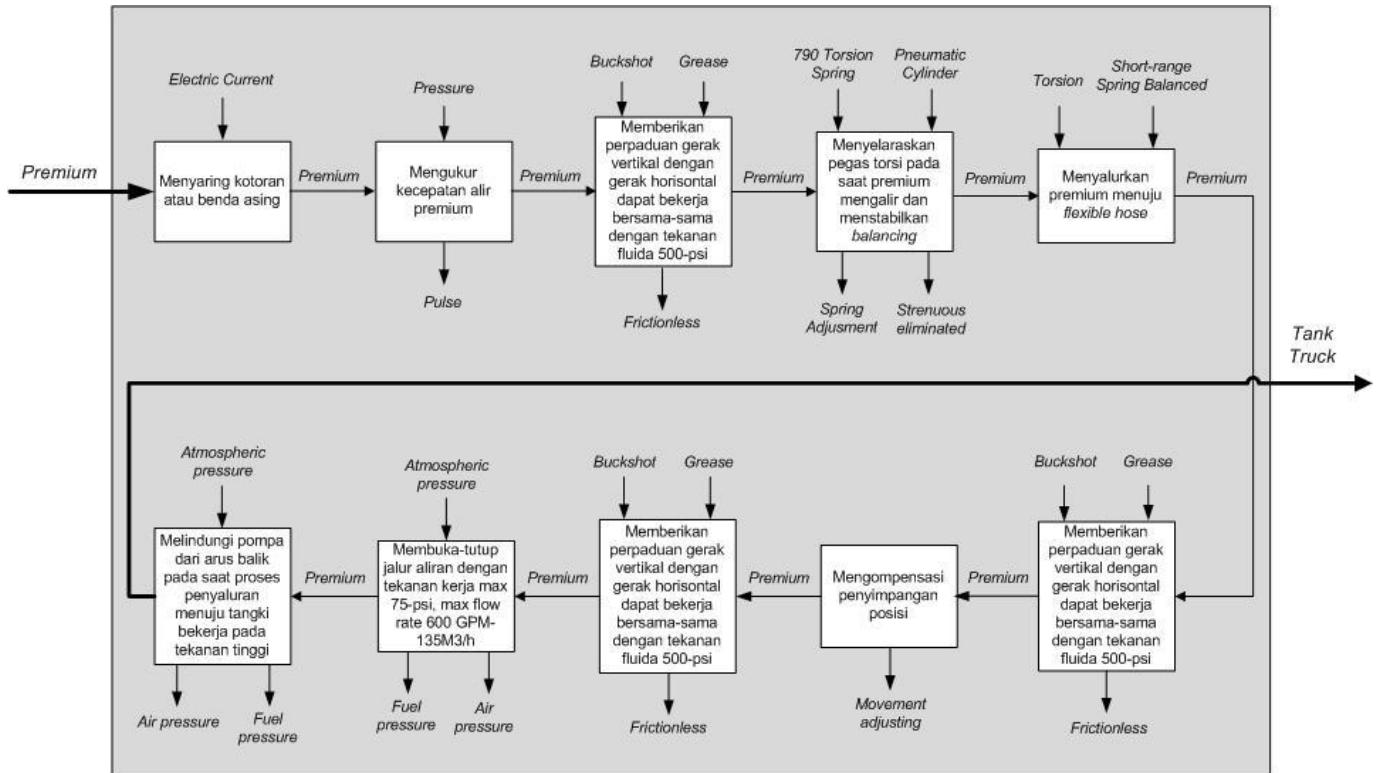 Electric Current
Premium
Menyaring kotoran
atau benda asing
Premium
Pressure
Mengukur
kecepatan alir
premium
Pulse
Premium
Buckshot
Grease
Memberikan
perpaduan gerak
vertikal dengan
gerak horisontal
dapat bekerja
bersama-sama
dengan tekanan
fluida 500-psi
Frictionless
Premium
790 Torsion
Spring
Pneumatic
Cylinder
Menyelaraskan
pegas torsi pada
saat premium
mengalir dan
menstabilkan
balancing
Spring
Adjusment
Strenuous
eliminated
Premium
Torsion
Short-range
Spring Balanced
Menyalurkan
premium menuju
flexible hose
Premium
Tank
Truck
Buckshot
Grease
Memberikan
perpaduan gerak
vertikal dengan
gerak horisontal
dapat bekerja
bersama-sama
dengan tekanan
fluida 500-psi
Frictionless
Premium
Mengompensasi
penyimpangan
posisi
Movement
adjusting
Premium
Buckshot
Grease
Memberikan
perpaduan gerak
vertikal dengan
gerak horisontal
dapat bekerja
bersama-sama
dengan tekanan
fluida 500-psi
Frictionless
Premium
Atmospheric
pressure
Membuka-tutup
jalur aliran dengan
tekanan kerja max
75-psi, max flow
rate 600 GPM-
135M3/h
Fuel
pressure
Air
pressure
Premium
Atmospheric
pressure
Melindungi pompa
dari arus balik
pada saat proses
penyaluran
menuju tangki
bekerja pada
tekanan tinggi
Air pressure
Fuel
pressure